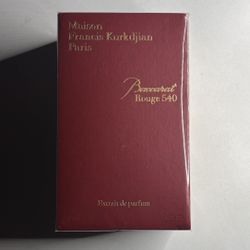 Maison
Francis Kurkdjian
Paris
Baccarat
Rouge 540
Extrait de parfum